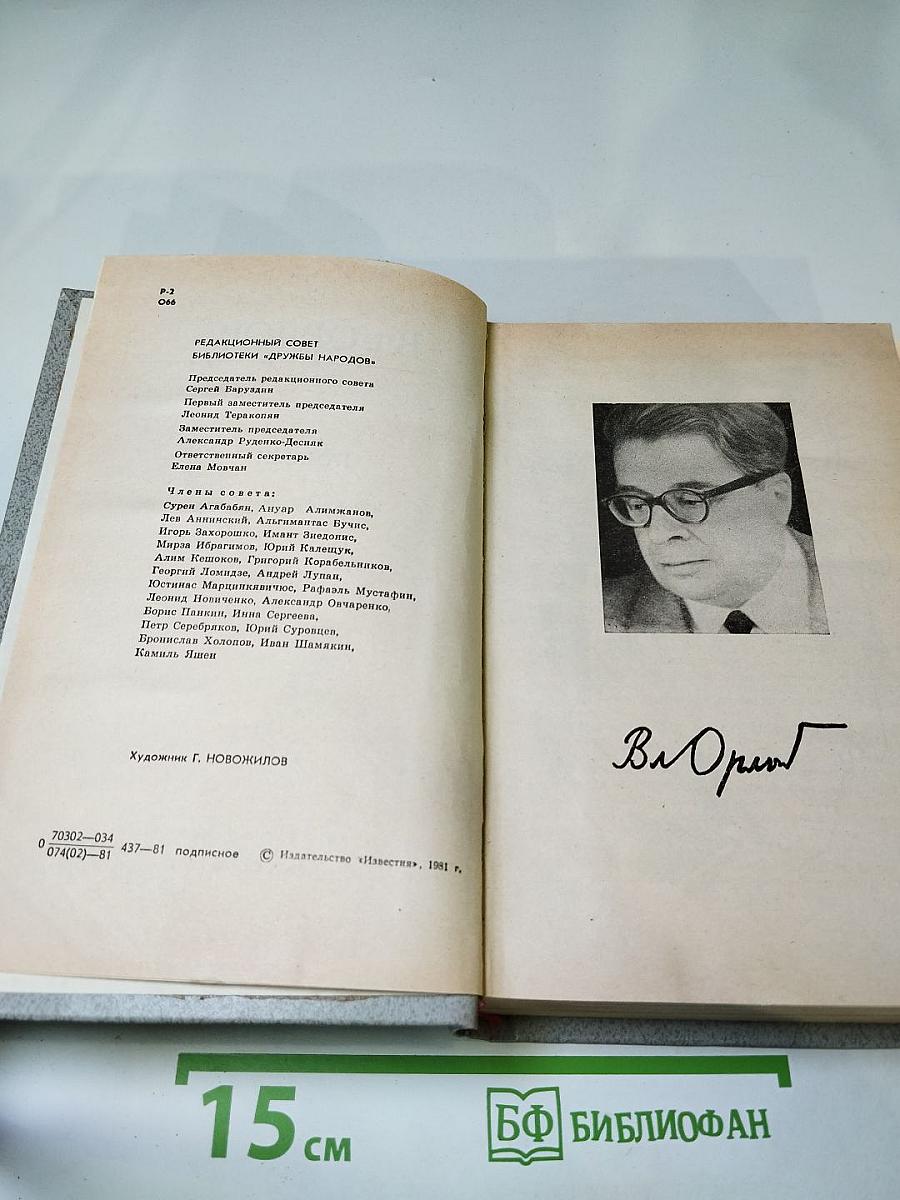 Р-2
О66
РЕДАКЦИОННЫЙ СОВЕТ
БИБЛИОТЕКИ «ДРУЖБЫ НАРОДОВ»
Председатель редакционного совета
Сергей Баруздин
Первый заместитель председателя
Леонид Теракопян
Заместитель председателя
Александр Руденко-Десняк
Ответственный секретарь
Елена Мовчан
Члены совета:
Сурен Агабабян, Ануар Алимжанов,
Лев Аннинский, Альгимантас Бучис,
Игорь Захорошко, Имант Зиедонис,
Мирза Ибрагимов, Юрий Калещук,
Алим Кешоков, Григорий Корабельников,
Георгий Ломидзе, Андрей Лупан,
Юстинас Марцинкявичюс, Рафаэль Мустафин,
Леонид Новиченко, Александр Овчаренко,
Борис Панкин, Инна Сергеева,
Петр Серебряков, Юрий Суровцев,
Бронислав Холопов, Иван Шамякин,
Камиль Яшен
Художник Г. НОВОЖИЛОВ
О 70302—034
074(02)—81 437—81 подписное © Издательство «Известия», 1981 г.
Вл Орлов
15 см
БФ БИБЛИОФАН